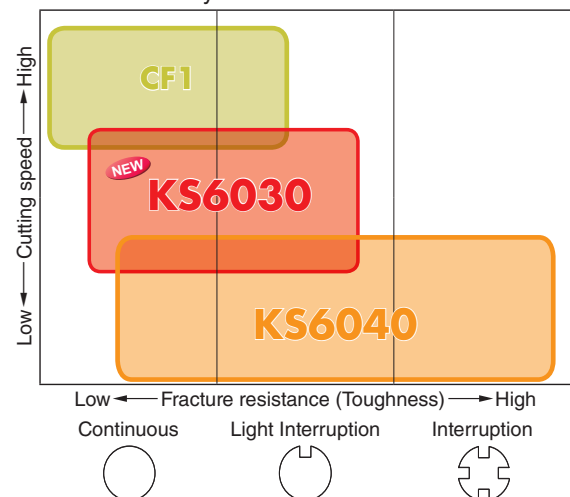 High
Cutting speed
Low
CF1
NEW
KS6030
KS6040
Low Fracture resistance (Toughness) High
Continuous Light Interruption Interruption